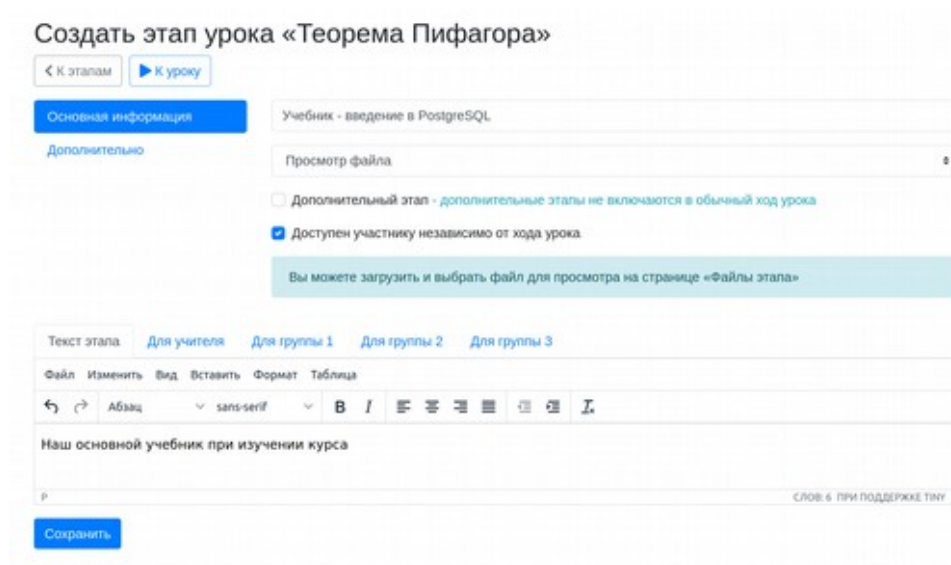 Создать этап урока «Теорема Пифагора»
К этапам К уроку
Основная информация
Дополнительно
Учебник - введение в PostgreSQL
Просмотр файла
Дополнительный этап - дополнительные этапы не включаются в обычный ход урока
Доступен участнику независимо от хода урока
Вы можете загрузить и выбрать файл для просмотра на странице «Файлы этапа»
Текст этапа Для учителя Для группы 1 Для группы 2 Для группы 3
Файл Изменить Вид Вставить Формат Таблица
Абзац sans-serif B I
Наш основной учебник при изучении курса
P СЛОВ: 6 ПРИ ПОДДЕРЖКЕ TINY
Сохранить